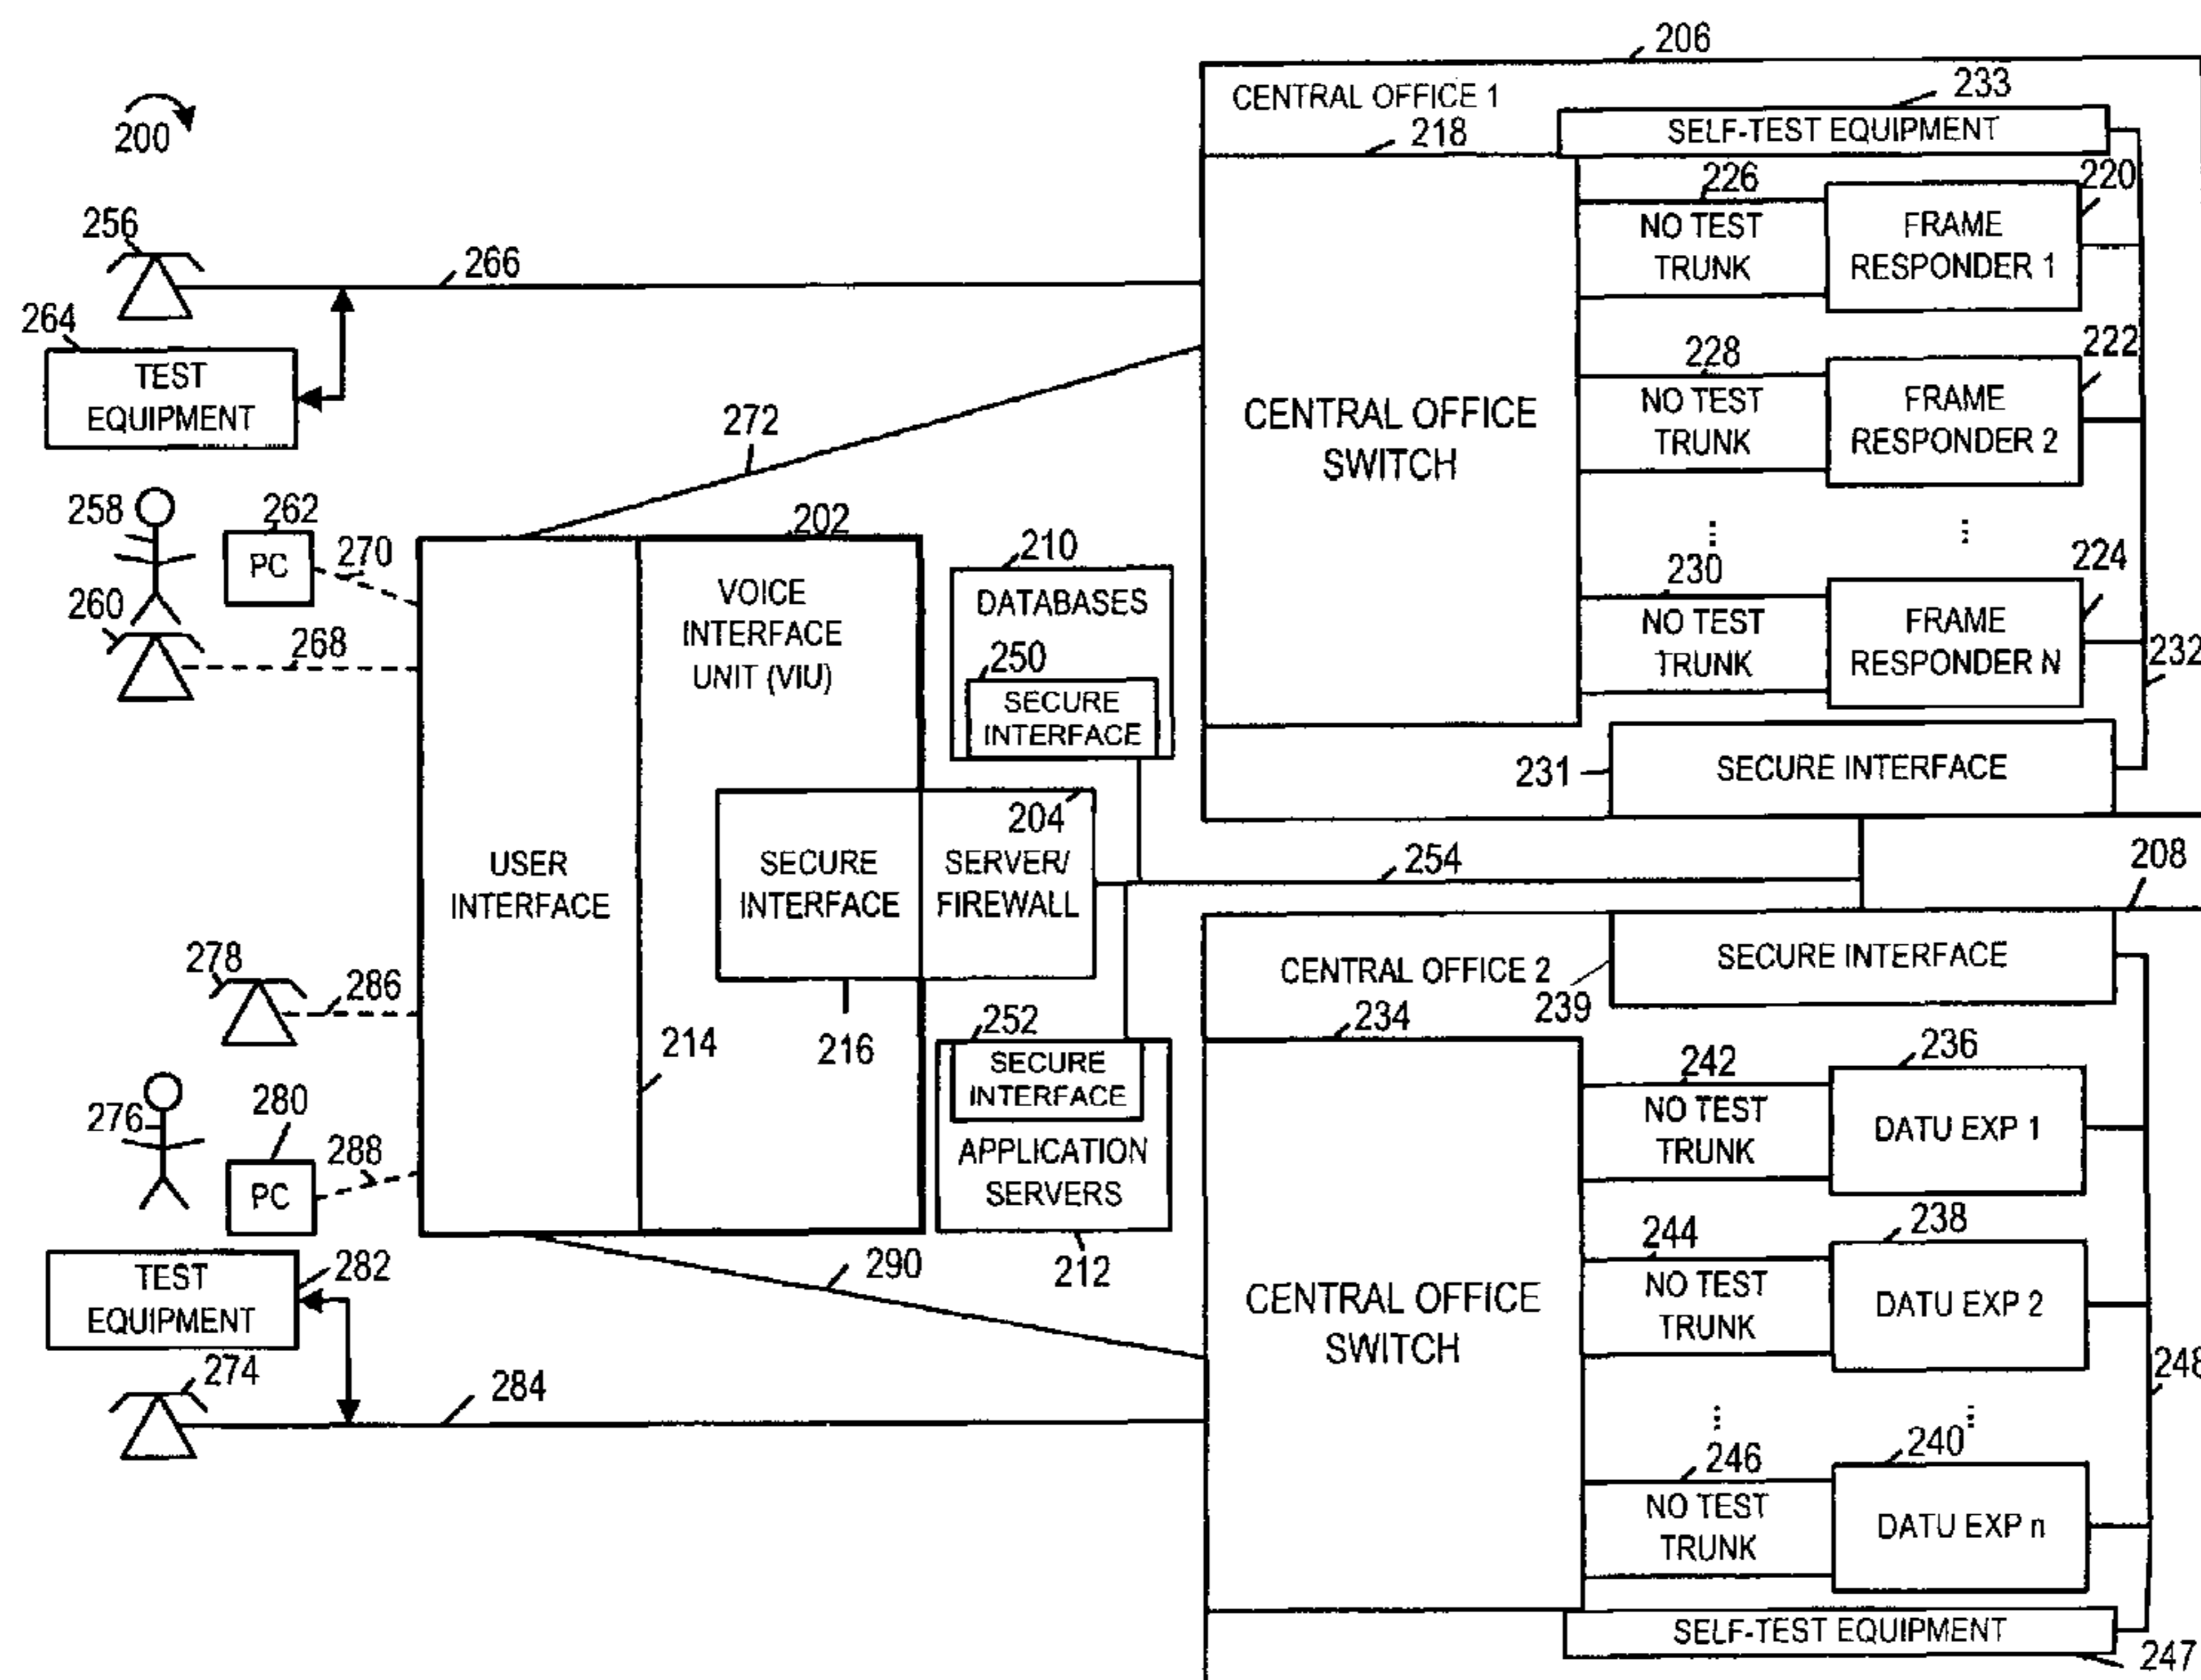 200
206
CENTRAL OFFICE 1
233
SELF-TEST EQUIPMENT
218
CENTRAL OFFICE
SWITCH
226
NO TEST
TRUNK
220
FRAME
RESPONDER 1
228
NO TEST
TRUNK
222
FRAME
RESPONDER 2
...
...
230
NO TEST
TRUNK
224
FRAME
RESPONDER N
232
231
SECURE INTERFACE
256
266
264
TEST
EQUIPMENT
272
258
262
PC
270
260
268
202
VOICE
INTERFACE
UNIT (VIU)
USER
INTERFACE
214
SECURE
INTERFACE
216
204
SERVER/
FIREWALL
210
DATABASES
250
SECURE
INTERFACE
254
252
SECURE
INTERFACE
APPLICATION
SERVERS
212
278
286
276
280
PC
288
TEST
EQUIPMENT
282
290
274
284
208
CENTRAL OFFICE 2
239
SECURE INTERFACE
234
CENTRAL OFFICE
SWITCH
242
NO TEST
TRUNK
236
DATU EXP 1
244
NO TEST
TRUNK
238
DATU EXP 2
248
...
...
246
NO TEST
TRUNK
240
DATU EXP n
SELF-TEST EQUIPMENT
247